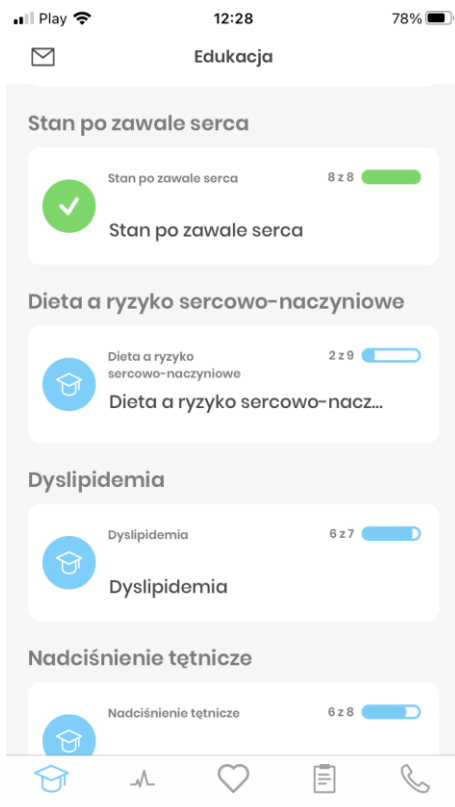 Play 12:28 78%
Edukacja
Stan po zawale serca
Stan po zawale serca 8 z 8
Stan po zawale serca
Dieta a ryzyko sercowo-naczyniowe
Dieta a ryzyko 2 z 9
sercowo-naczyniowe
Dieta a ryzyko sercowo-nacz...
Dyslipidemia
Dyslipidemia 6 z 7
Dyslipidemia
Nadciśnienie tętnicze
Nadciśnienie tętnicze 6 z 8